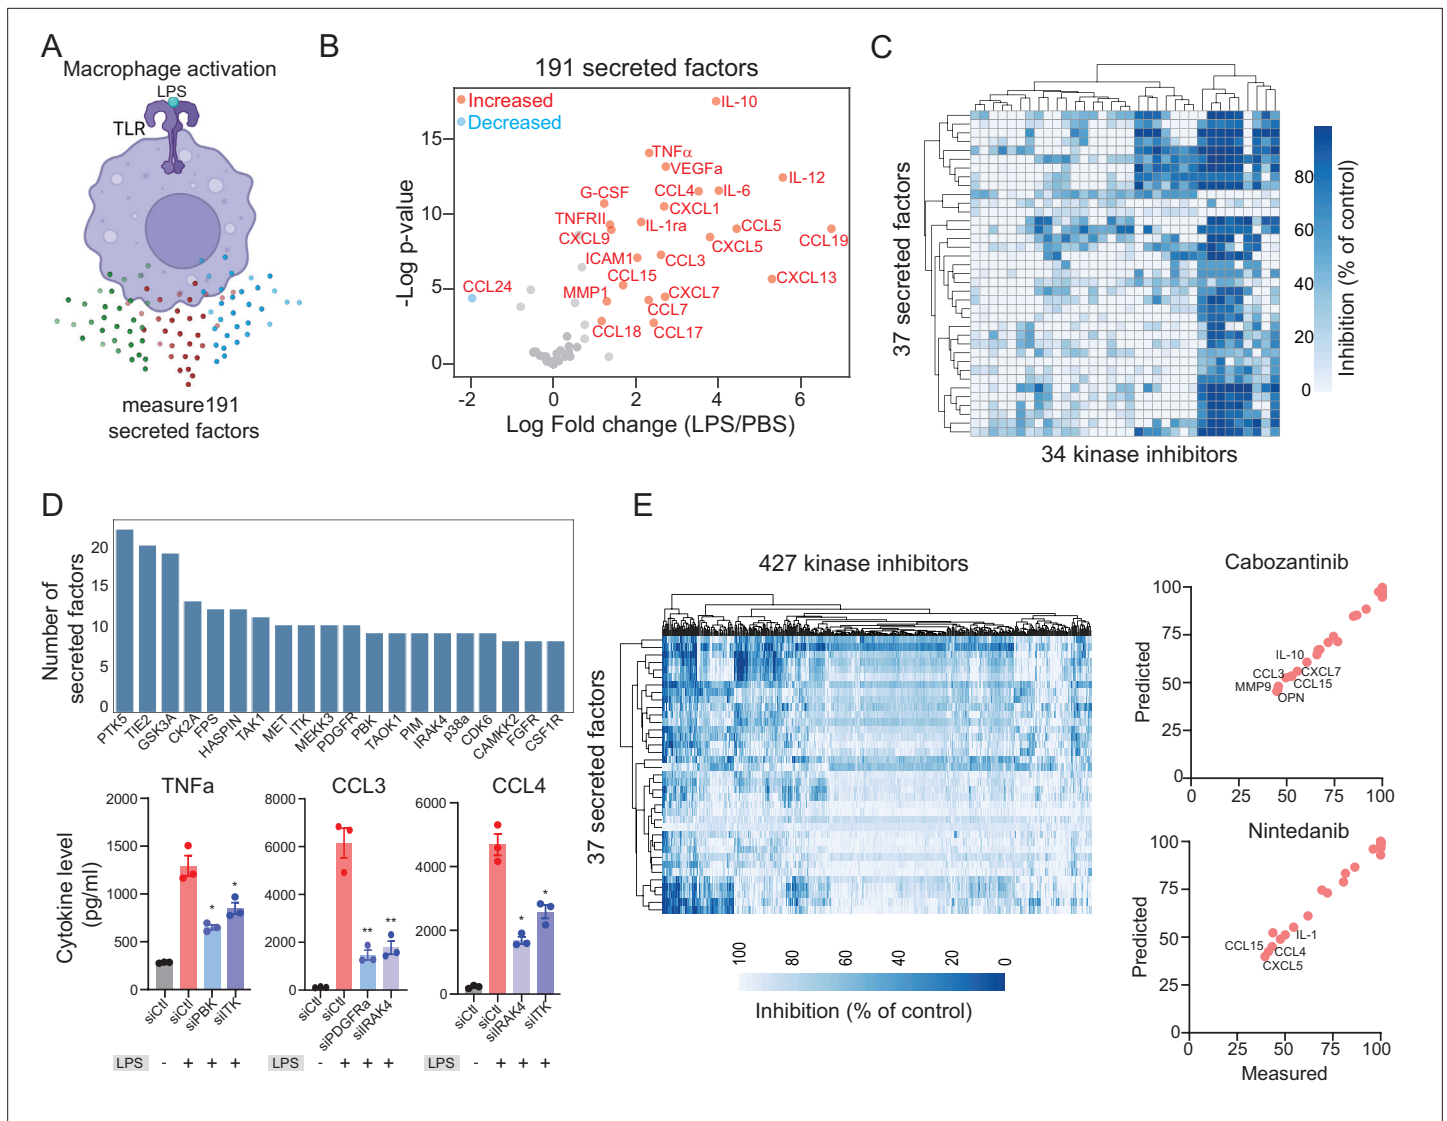 A
Macrophage activation
LPS
TLR
measure191
secreted factors
B
191 secreted factors
Increased
Decreased
IL-10
TNFα
VEGFa
IL-12
CCL4
IL-6
G-CSF
CXCL1
TNFRII
IL-1ra
CCL5
CXCL9
CXCL5
CCL19
ICAM1
CCL3
CCL15
CXCL13
CCL24
MMP1
CXCL7
CCL7
CCL18
CCL17
15
10
5
0
-2
0
2
4
6
-Log p-value
Log Fold change (LPS/PBS)
C
37 secreted factors
34 kinase inhibitors
80
60
40
20
0
Inhibition (% of control)
D
Number of
secreted factors
20
15
10
5
0
PTK5
TIE2
GSK3A
CK2A
FPS
HASPIN
TAK1
MET
ITK
MEKK3
PDGFR
PBK
TAOK1
PIM
IRAK4
p38a
CDK6
CAMKK2
FGFR
CSF1R
Cytokine level
(pg/ml)
TNFa
2000
1500
1000
500
0
*
*
siCtl
siCtl
siPBK
siITK
LPS - + + +
CCL3
8000
6000
4000
2000
0
**
**
siCtl
siCtl
siPDGFRa
siIRAK4
LPS - + + +
CCL4
6000
4000
2000
0
*
*
siCtl
siCtl
siIRAK4
siITK
LPS - + + +
E
427 kinase inhibitors
37 secreted factors
100
80
60
40
20
0
Inhibition (% of control)
Cabozantinib
100
75
50
25
0
Predicted
IL-10
CCL3
CXCL7
MMP9
CCL15
OPN
0
25
50
75
100
Nintedanib
100
75
50
25
0
Predicted
IL-1
CCL15
CCL4
CXCL5
0
25
50
75
100
Measured